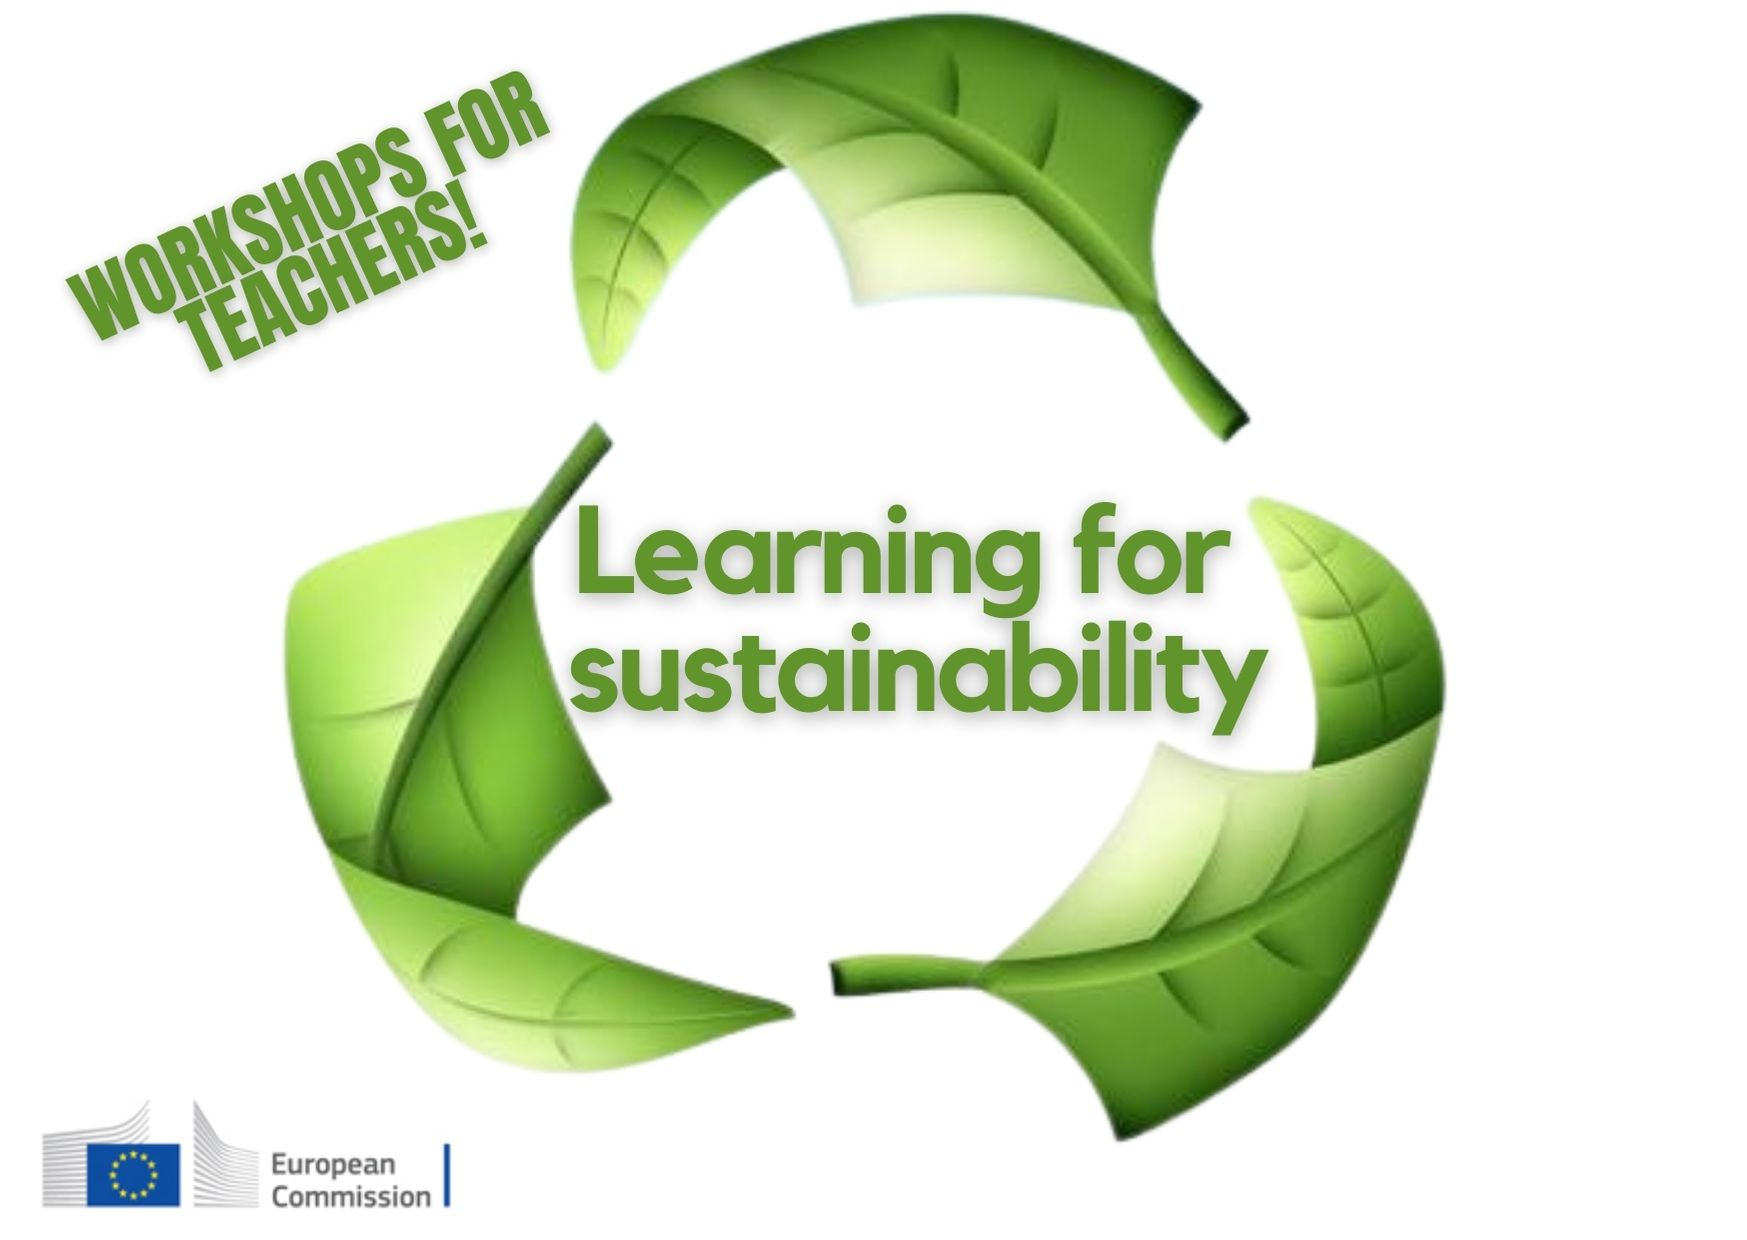 WORKSHOPS FOR
TEACHERS!
Learning for
sustainability
European
Commission